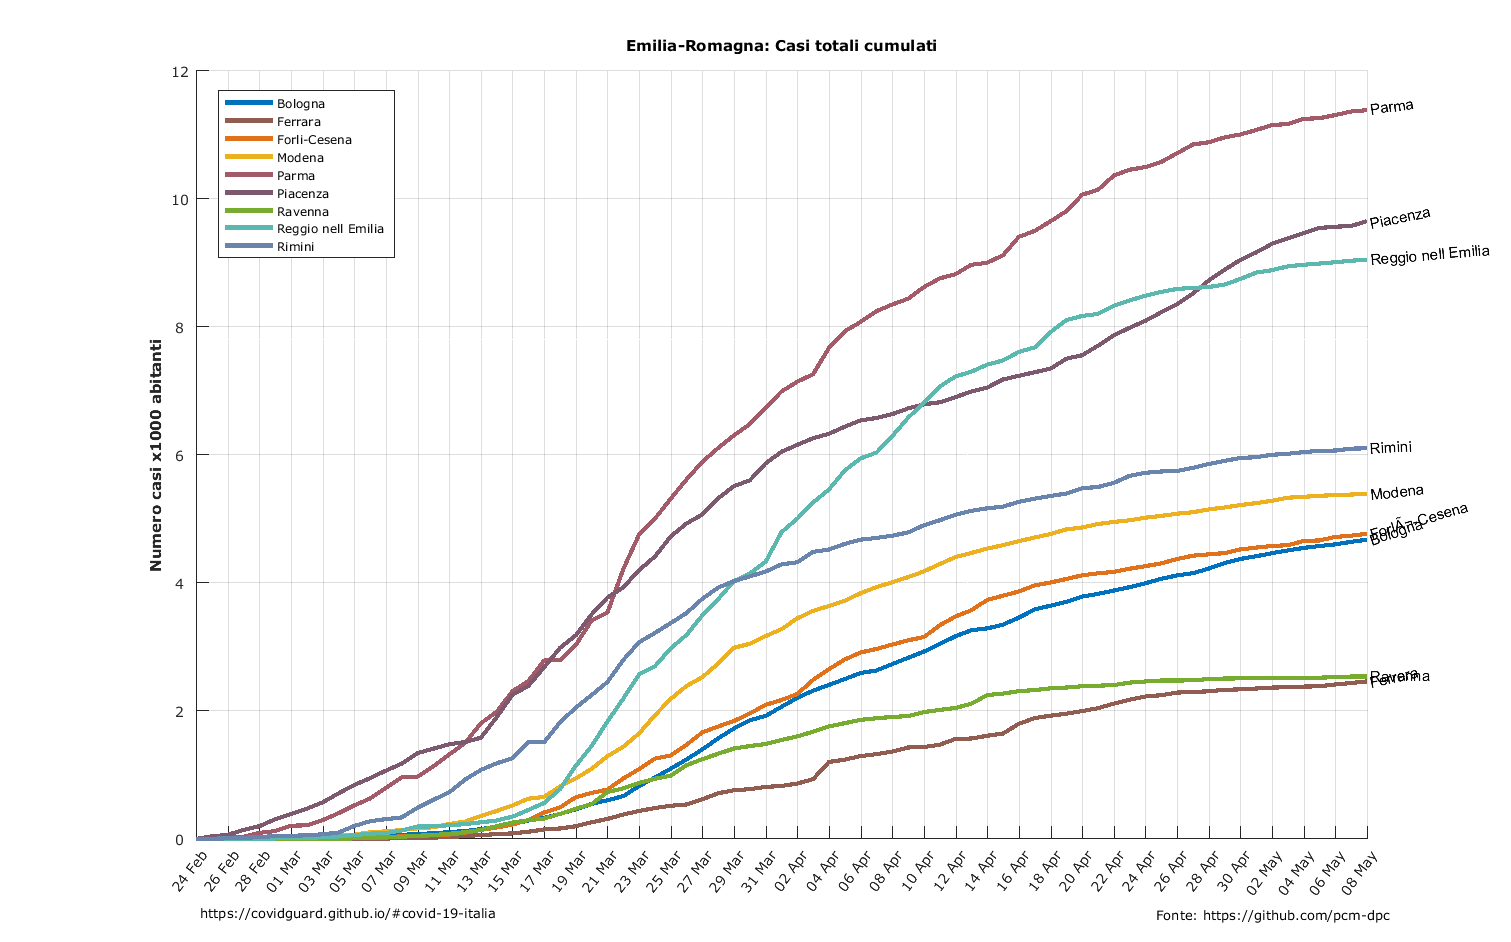 Emilia-Romagna: Casi totali cumulati
Numero casi x1000 abitanti
12
10
8
6
4
2
0
Bologna
Ferrara
Forlì-Cesena
Modena
Parma
Piacenza
Ravenna
Reggio nell Emilia
Rimini
Parma
Piacenza
Reggio nell Emilia
Rimini
Modena
Bologna
Ravenna
Ferrara
24 Feb
26 Feb
28 Feb
01 Mar
03 Mar
05 Mar
07 Mar
09 Mar
11 Mar
13 Mar
15 Mar
17 Mar
19 Mar
21 Mar
23 Mar
25 Mar
27 Mar
29 Mar
31 Mar
02 Apr
04 Apr
06 Apr
08 Apr
10 Apr
12 Apr
14 Apr
16 Apr
18 Apr
20 Apr
22 Apr
24 Apr
26 Apr
28 Apr
30 Apr
02 May
04 May
06 May
08 May
https://covidguard.github.io/#covid-19-italia
Fonte: https://github.com/pcm-dpc